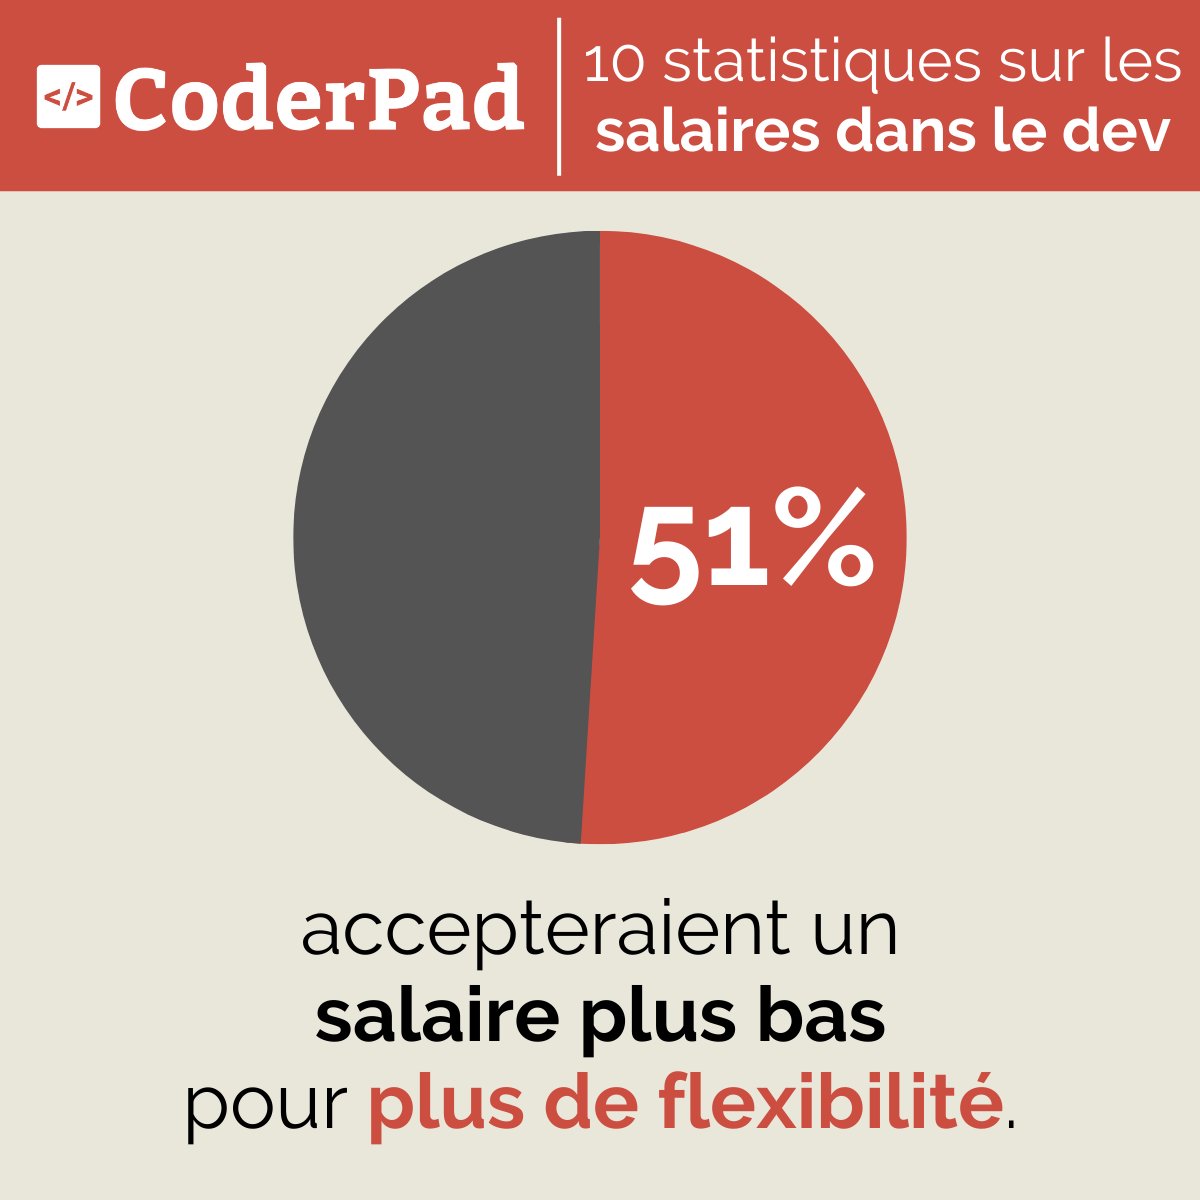 </> CoderPad
10 statistiques sur les
salaires dans le dev
51%
accepteraient un
salaire plus bas
pour plus de flexibilité.